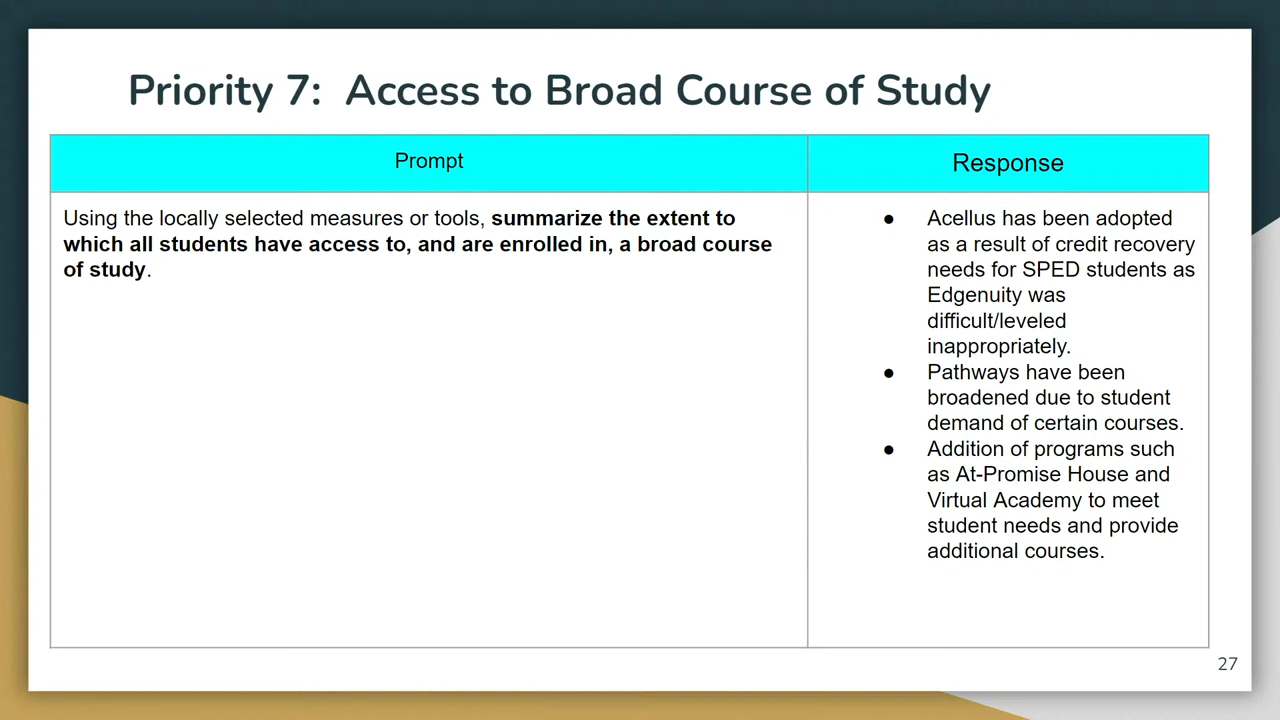 Priority 7:  Access to Broad Course of Study
Prompt
Response
Using the locally selected measures or tools, summarize the extent to
which all students have access to, and are enrolled in, a broad course
of study.
● Acellus has been adopted
as a result of credit recovery
needs for SPED students as
Edgenuity was
difficult/leveled
inappropriately.
● Pathways have been
broadened due to student
demand of certain courses.
● Addition of programs such
as At-Promise House and
Virtual Academy to meet
student needs and provide
additional courses.
27